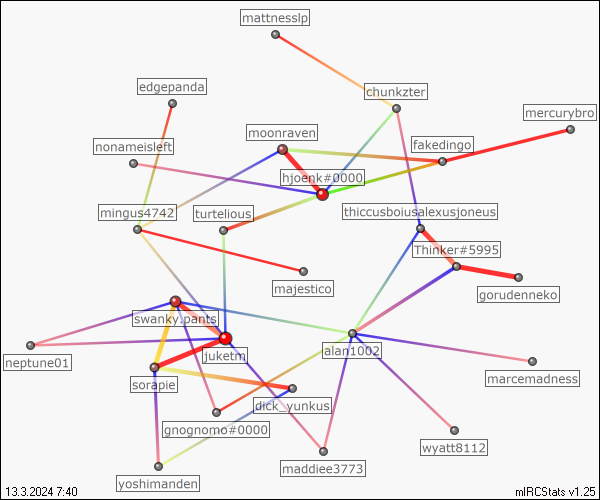 mattnesslp
edgepanda
chunkzter
mercurybro
moonraven
nonameisleft
fakedingo
hjoenk#0000
mingus4742
turtelious
thiccusboiusalexusjoneus
Thinker#5995
majestico
gorudenneko
swanky.pants
juketm
alan1002
neptune01
marcemadness
sorapie
dick_yunkus
gnognomo#0000
wyatt8112
maddiee3773
yoshimanden
13.3.2024 7:40
mIRCStats v1.25